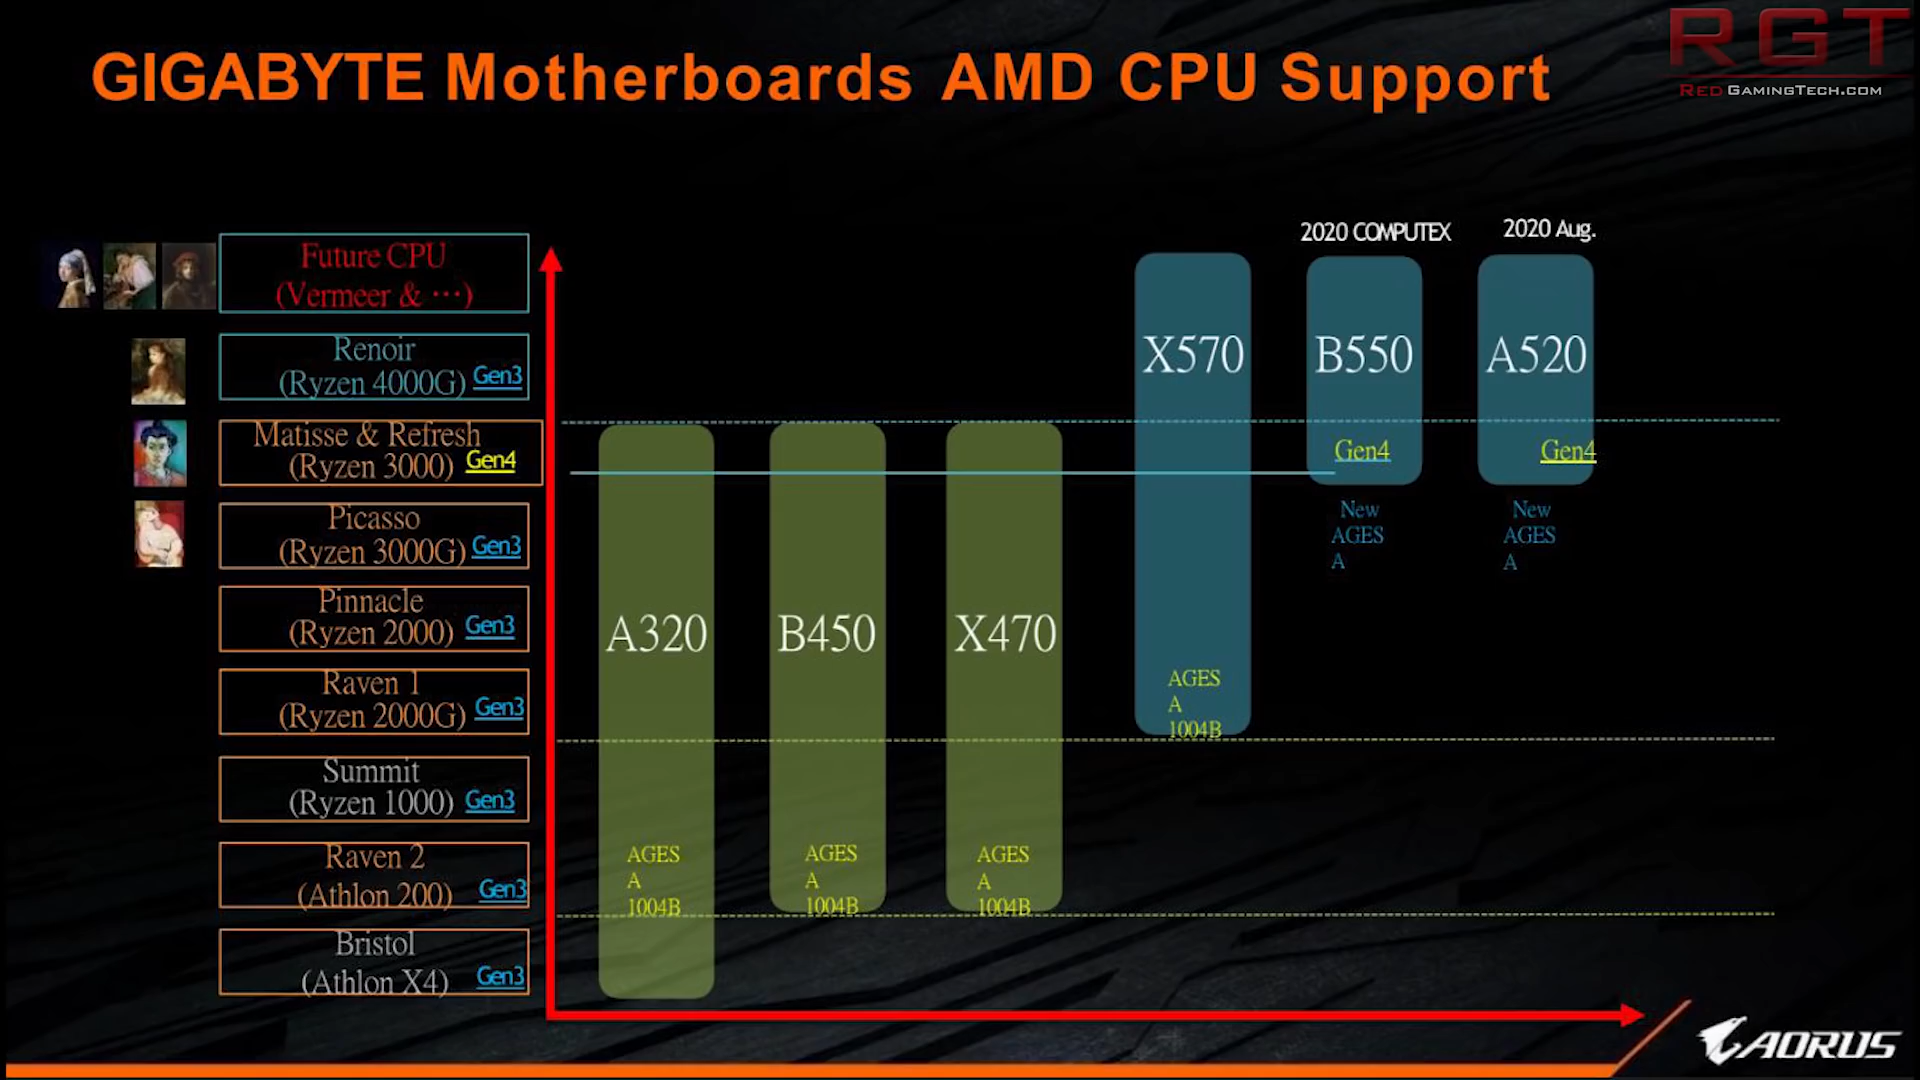 GIGABYTE Motherboards AMD CPU Support
RGT
RED GAMINGTECH.COM
2020 COMPUTEX
2020 Aug.
Future CPU
(Vermeer & ⋯)
Renoir
(Ryzen 4000G) Gen3
Matisse & Refresh
(Ryzen 3000) Gen4
Picasso
(Ryzen 3000G) Gen3
Pinnacle
(Ryzen 2000) Gen3
Raven 1
(Ryzen 2000G) Gen3
Summit
(Ryzen 1000) Gen3
Raven 2
(Athlon 200) Gen3
Bristol
(Athlon X4) Gen3
A320
AGES
A
1004B
B450
AGES
A
1004B
X470
AGES
A
1004B
X570
AGES
A
1004B
B550
Gen4
New
AGES
A
A520
Gen4
New
AGES
A
AORUS